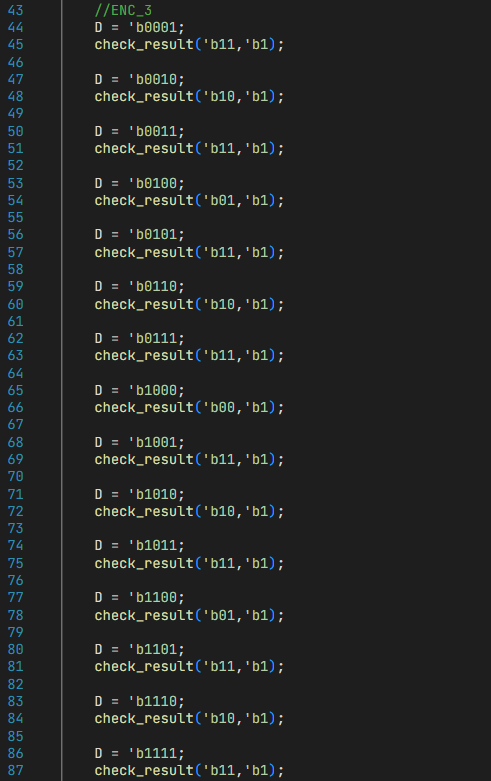 43 //ENC_3
44 D = 'b0001;
45 check_result('b11,'b1);
46
47 D = 'b0010;
48 check_result('b10,'b1);
49
50 D = 'b0011;
51 check_result('b11,'b1);
52
53 D = 'b0100;
54 check_result('b01,'b1);
55
56 D = 'b0101;
57 check_result('b11,'b1);
58
59 D = 'b0110;
60 check_result('b10,'b1);
61
62 D = 'b0111;
63 check_result('b11,'b1);
64
65 D = 'b1000;
66 check_result('b00,'b1);
67
68 D = 'b1001;
69 check_result('b11,'b1);
70
71 D = 'b1010;
72 check_result('b10,'b1);
73
74 D = 'b1011;
75 check_result('b11,'b1);
76
77 D = 'b1100;
78 check_result('b01,'b1);
79
80 D = 'b1101;
81 check_result('b11,'b1);
82
83 D = 'b1110;
84 check_result('b10,'b1);
85
86 D = 'b1111;
87 check_result('b11,'b1);